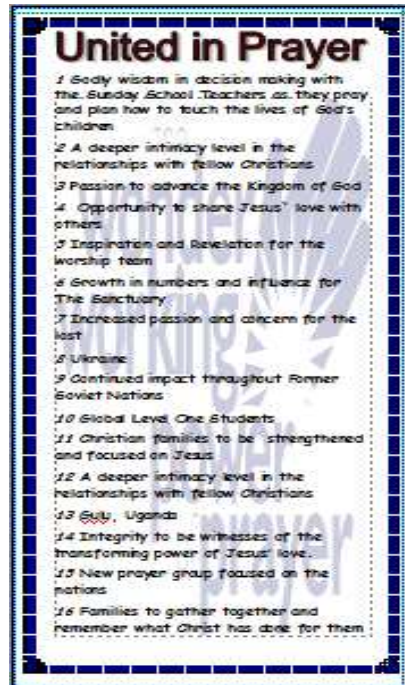 United in Prayer
1 Godly wisdom in decision making with
the Sunday School Teachers as they pray
and plan how to touch the lives of God's
children
2 A deeper intimacy level in the
relationships with fellow Christians
3 Passion to advance the Kingdom of God
4 Opportunity to share Jesus' love with
others
5 Inspiration and Revelation for the
worship team
6 Growth in numbers and influence for
The Sanctuary
7 Increased passion and concern for the
lost
8 Ukraine
9 Continued impact throughout Former
Soviet Nations
10 Global Level One Students
11 Christian families to be strengthened
and focused on Jesus
12 A deeper intimacy level in the
relationships with fellow Christians
13 Gulu, Uganda
14 Integrity to be witnesses of the
transforming power of Jesus' love.
15 New prayer group focused on the
nations
16 Families to gather together and
remember what Christ has done for them
wonder
working
power
prayer